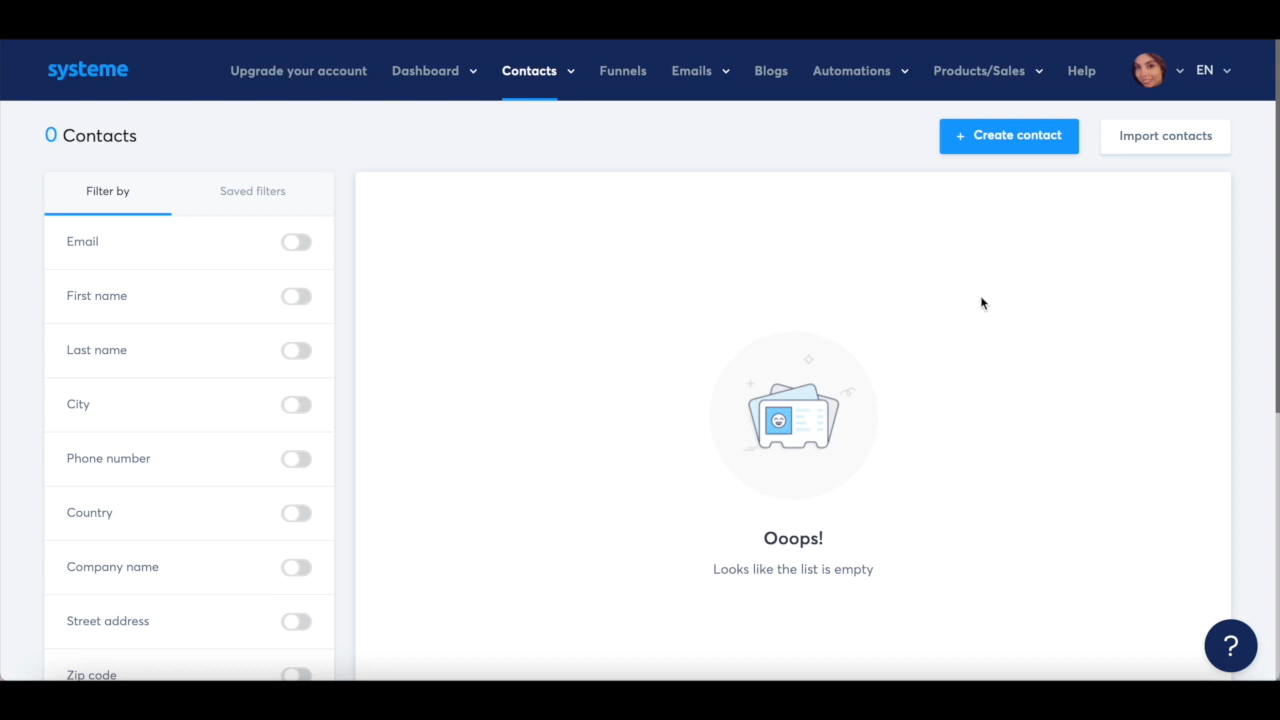 systeme
Upgrade your account Dashboard Contacts Funnels Emails Blogs Automations Products/Sales Help EN
0 Contacts
+ Create contact
Import contacts
Filter by
Saved filters
Email
First name
Last name
City
Phone number
Country
Company name
Street address
Zip code
Ooops!
Looks like the list is empty
?